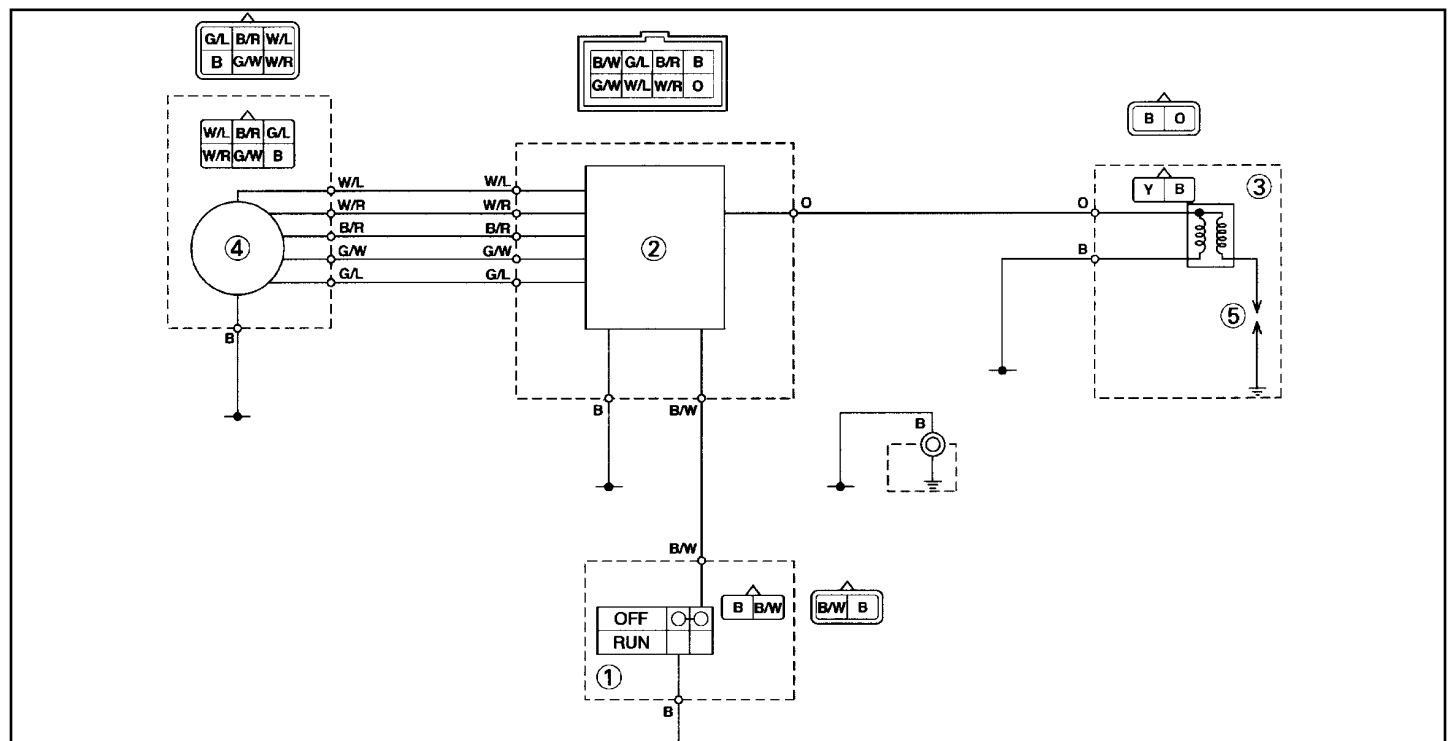 G/L B/R W/L
B G/W W/R
B/W G/L B/R B
G/W W/L W/R O
B O
W/L B/R G/L
W/R G/W B
Y B
③
W/L W/L
W/R W/R
B/R B/R
G/W G/W
G/L G/L
④
②
O O
B
⑤
B
B B/W
B
B/W
B B/W
B/W B
OFF
RUN
①
B